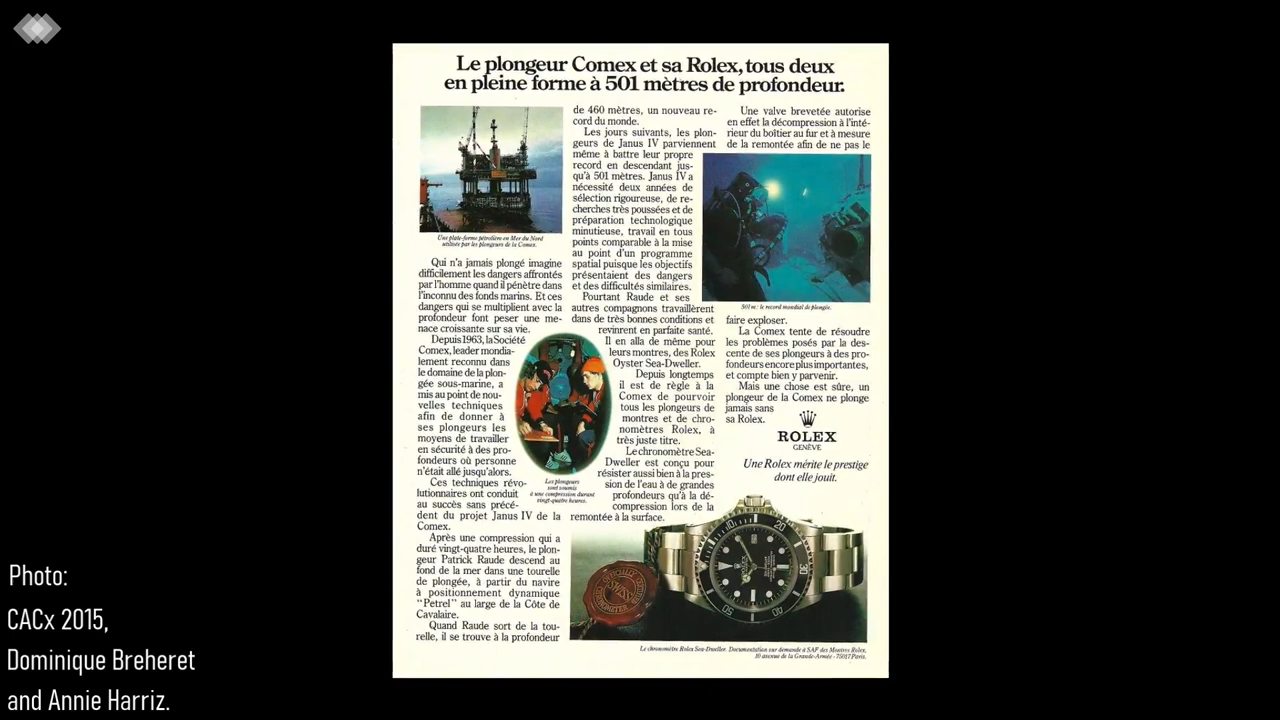 Le plongeur Comex et sa Rolex, tous deux
en pleine forme à 501 mètres de profondeur.
Une plate-forme pétrolière en Mer du Nord
utilisée par les plongeurs de la Comex.
Qui n'a jamais plongé imagine
difficilement les dangers affrontés
par l'homme quand il pénètre dans
l'inconnu des fonds marins. Et ces
dangers qui se multiplient avec la
profondeur font peser une me-
nace croissante sur sa vie.
Depuis 1963, la Société
Comex, leader mondia-
lement reconnu dans
le domaine de la plon-
gée sous-marine, a
mis au point de nou-
velles techniques
afin de donner à
ses plongeurs les
moyens de travailler
en sécurité à des pro-
fondeurs où personne
n'était allé jusqu'alors.
Ces techniques révo-
lutionnaires ont conduit
au succès sans précé-
dent du projet Janus IV de la
Comex.
Après une compression qui a
duré vingt-quatre heures, le plon-
geur Patrick Raude descend au
fond de la mer dans une tourelle
de plongée, à partir du navire
à positionnement dynamique
"Petrel" au large de la Côte de
Cavalaire.
Quand Raude sort de la tou-
relle, il se trouve à la profondeur
de 460 mètres, un nouveau re-
cord du monde.
Les jours suivants, les plon-
geurs de Janus IV parviennent
même à battre leur propre
record en descendant jus-
qu'à 501 mètres. Janus IV a
nécessité deux années de
sélection rigoureuse, de re-
cherches très poussées et de
préparation technologique
minutieuse, travail en tous
points comparable à la mise
au point d'un programme
spatial puisque les objectifs
présentaient des dangers
et des difficultés similaires.
Pourtant Raude et ses
autres compagnons travaillèrent
dans de très bonnes conditions et
revinrent en parfaite santé.
Il en alla de même pour
leurs montres, des Rolex
Oyster Sea-Dweller.
Depuis longtemps
il est de règle à la
Comex de pourvoir
tous les plongeurs de
montres et de chro-
nomètres Rolex, à
très juste titre.
Le chronomètre Sea-
Dweller est conçu pour
résister aussi bien à la pres-
sion de l'eau à de grandes
profondeurs qu'à la dé-
compression lors de la
remontée à la surface.
Les plongeurs
sont soumis
à une compression durant
vingt-quatre heures.
Une valve brevetée autorise
en effet la décompression à l'inté-
rieur du boîtier au fur et à mesure
de la remontée afin de ne pas le
501 m : le record mondial de plongée.
faire exploser.
La Comex tente de résoudre
les problèmes posés par la des-
cente de ses plongeurs à des pro-
fondeurs encore plus importantes,
et compte bien y parvenir.
Mais une chose est sûre, un
plongeur de la Comex ne plonge
jamais sans
sa Rolex.
ROLEX
GENÈVE
Une Rolex mérite le prestige
dont elle jouit.
Le chronomètre Rolex Sea-Dweller. Documentation sur demande à SAF des Montres Rolex,
10 avenue de la Grande-Armée - 75017 Paris.
Photo:
CACx 2015,
Dominique Breheret
and Annie Harriz.